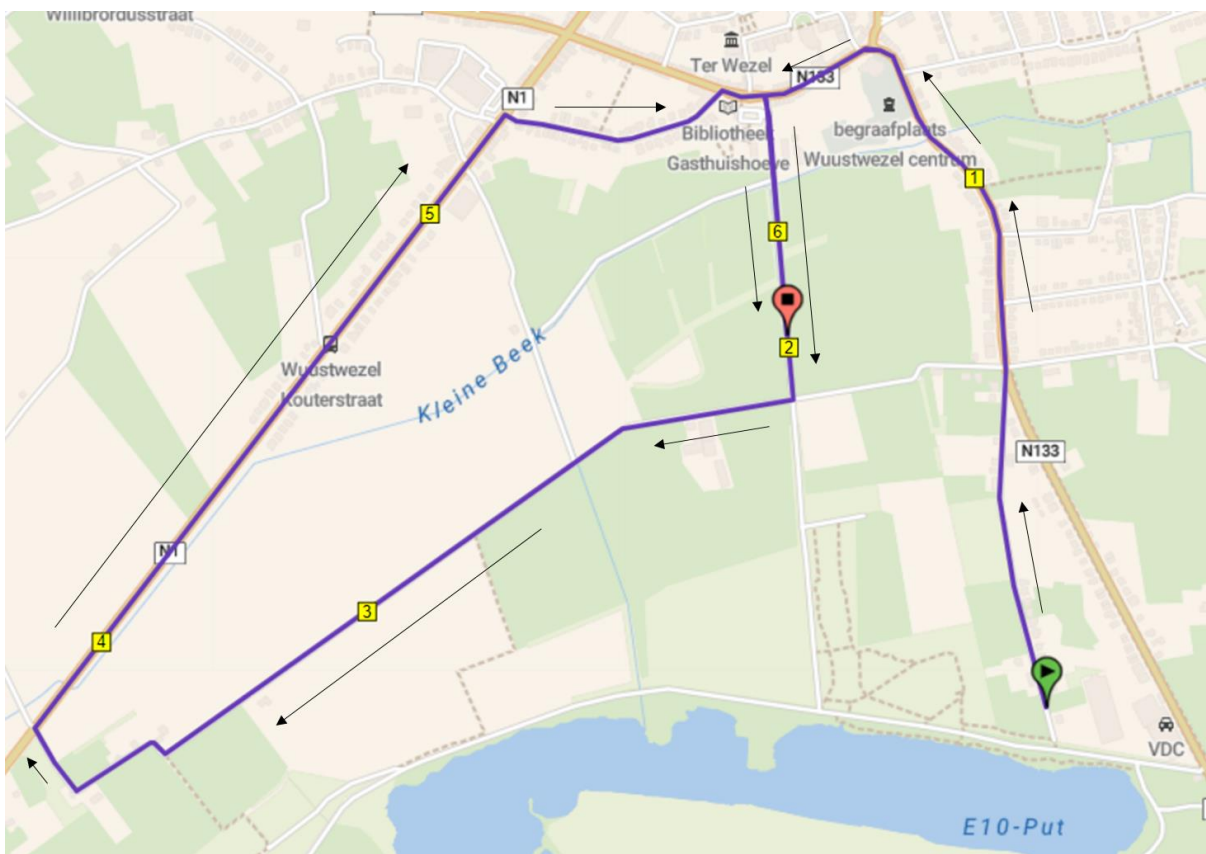 Willibrordusstraat
Ter Wezel
N1
N133
Bibliotheek
Gasthuishoeve
begraafplaats
Wuustwezel centrum
1
5
6
2
Wuustwezel
Kouterstraat
Kleine Beek
N133
N1
3
4
VDC
E10-Put